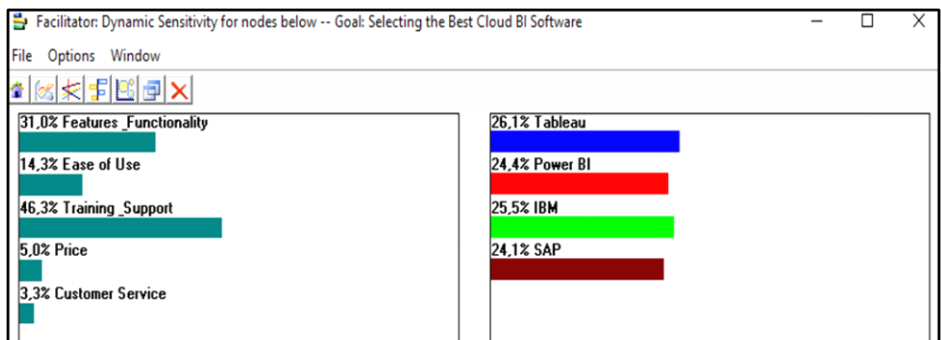 Facilitator: Dynamic Sensitivity for nodes below -- Goal: Selecting the Best Cloud BI Software
File Options Window
31,0% Features _Functionality
14,3% Ease of Use
46,3% Training _Support
5,0% Price
3,3% Customer Service
26,1% Tableau
24,4% Power BI
25,5% IBM
24,1% SAP